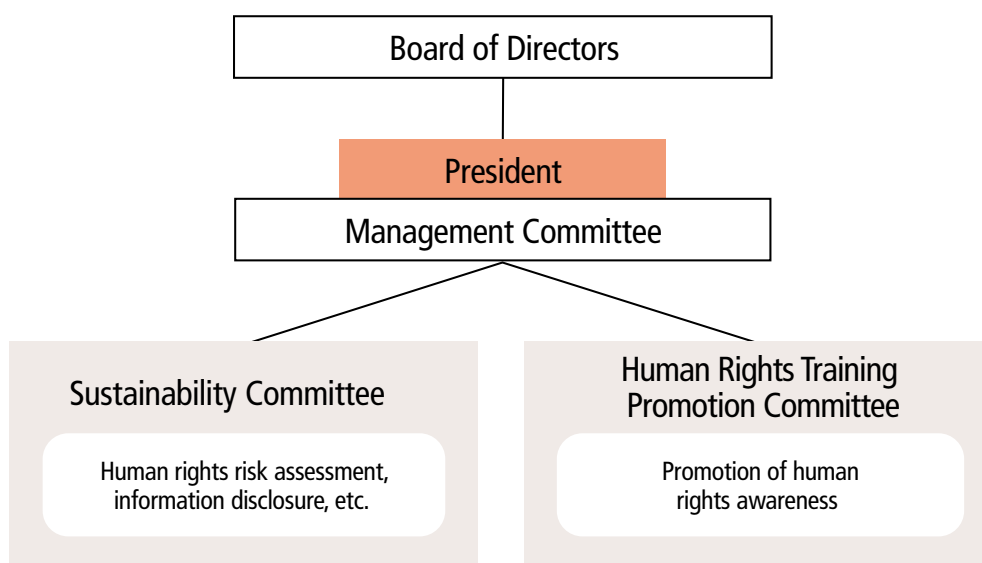 Board of Directors
President
Management Committee
Sustainability Committee
Human rights risk assessment,
information disclosure, etc.
Human Rights Training
Promotion Committee
Promotion of human
rights awareness